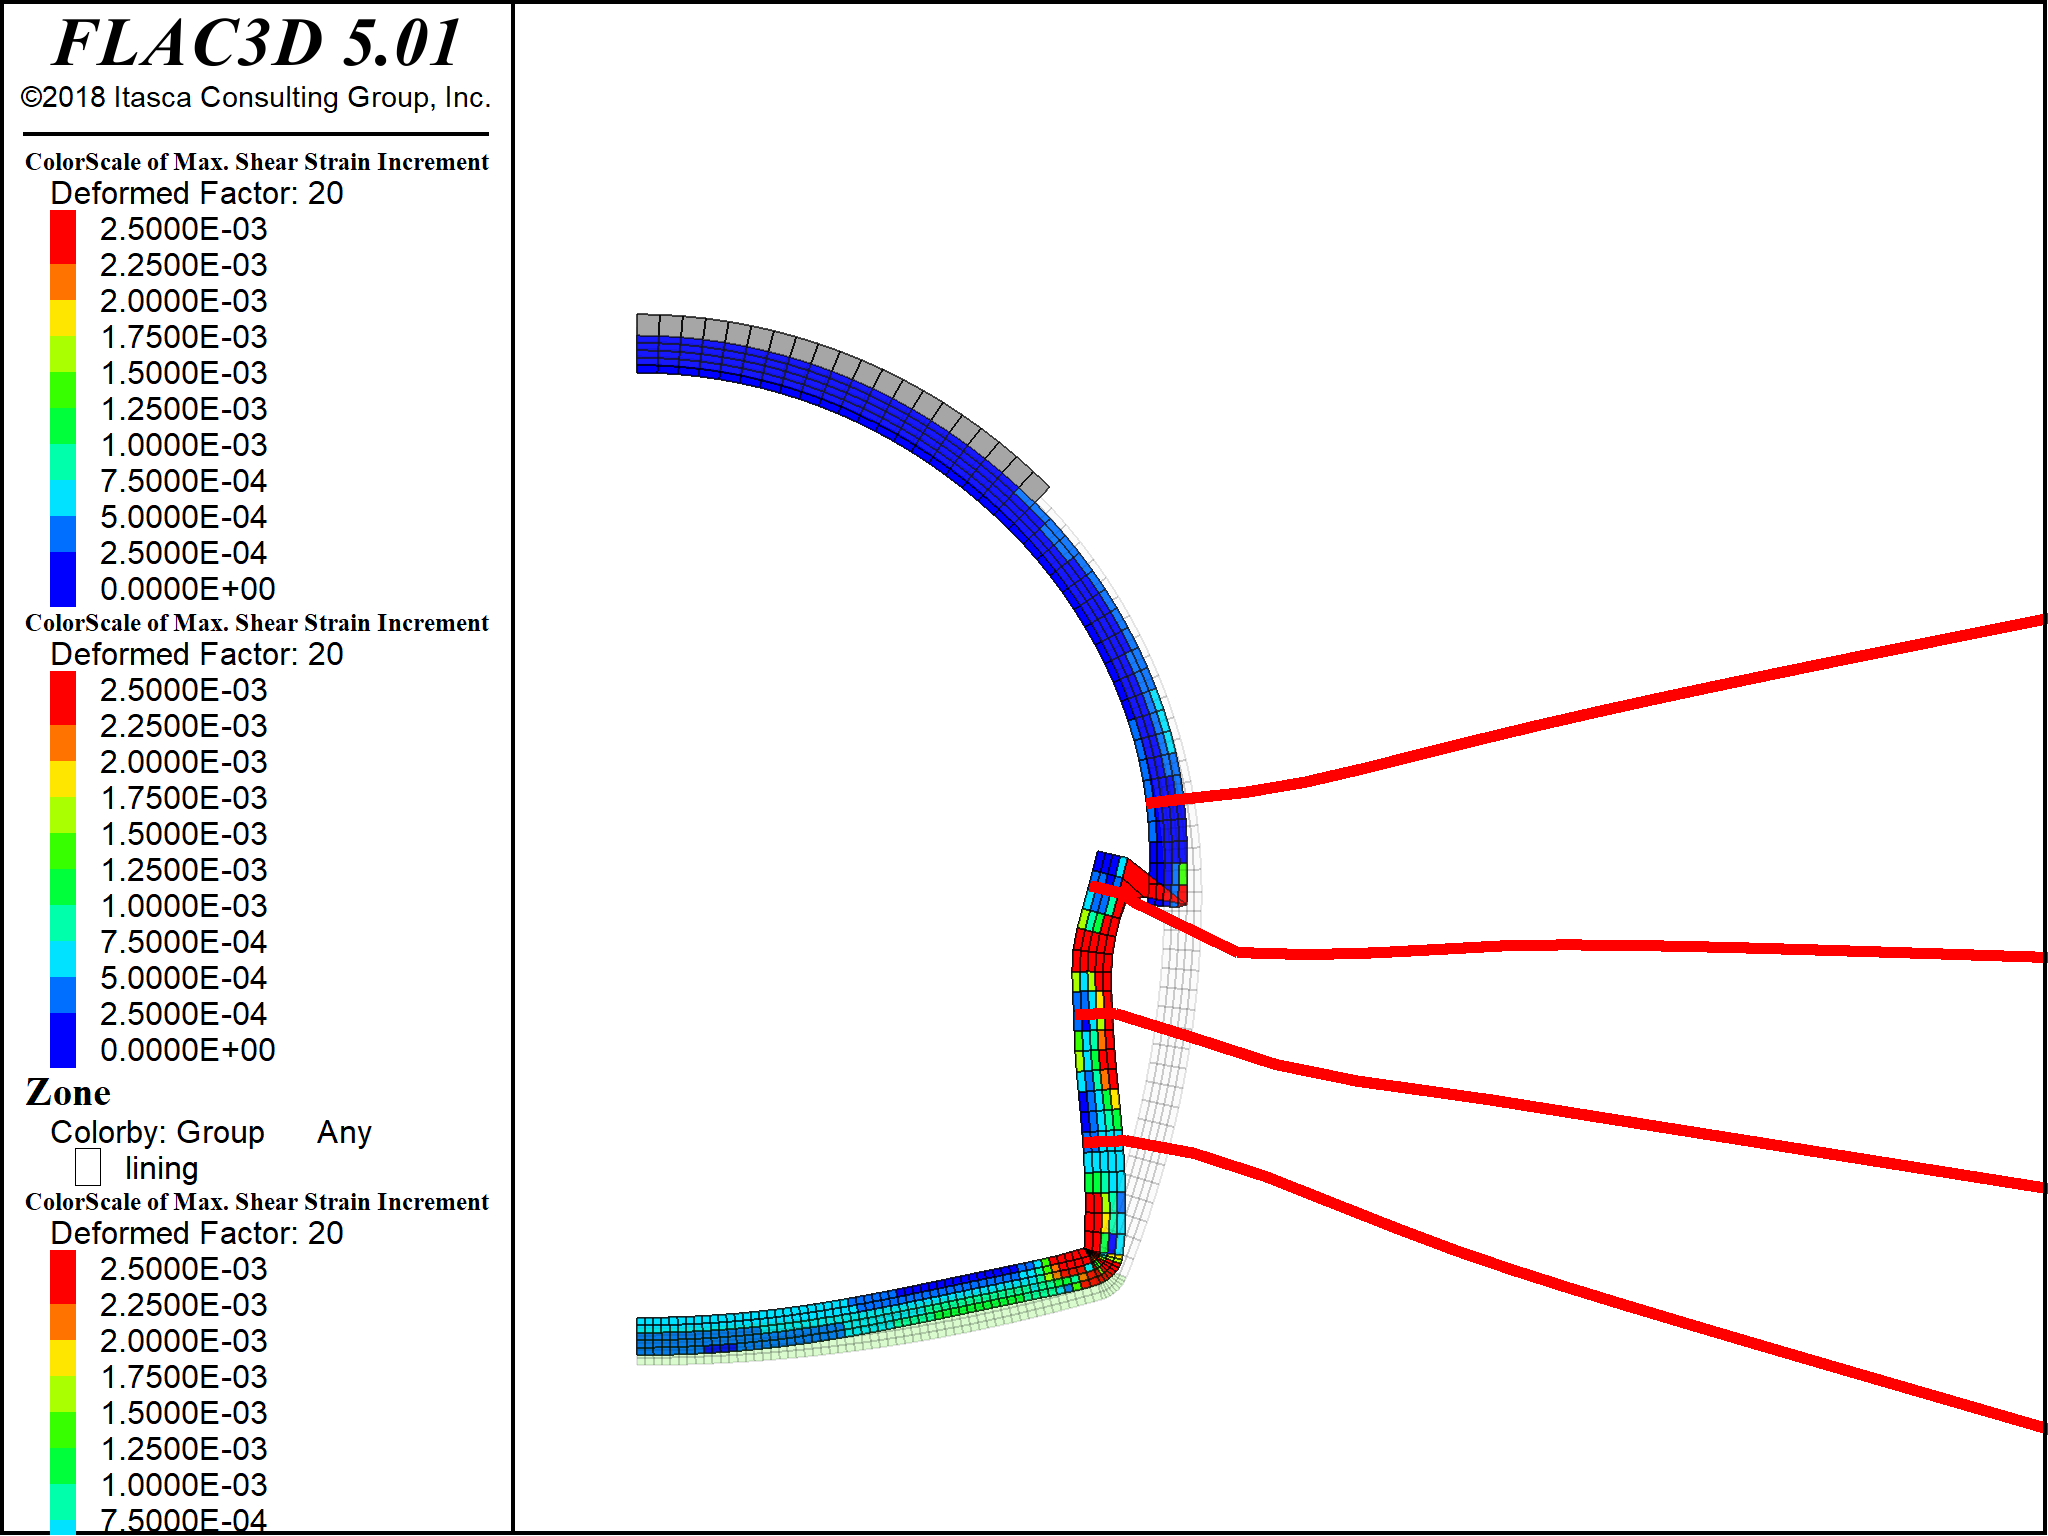 FLAC3D 5.01
©2018 Itasca Consulting Group, Inc.
ColorScale of Max. Shear Strain Increment
Deformed Factor: 20
2.5000E-03
2.2500E-03
2.0000E-03
1.7500E-03
1.5000E-03
1.2500E-03
1.0000E-03
7.5000E-04
5.0000E-04
2.5000E-04
0.0000E+00
ColorScale of Max. Shear Strain Increment
Deformed Factor: 20
2.5000E-03
2.2500E-03
2.0000E-03
1.7500E-03
1.5000E-03
1.2500E-03
1.0000E-03
7.5000E-04
5.0000E-04
2.5000E-04
0.0000E+00
Zone
Colorby: Group Any
lining
ColorScale of Max. Shear Strain Increment
Deformed Factor: 20
2.5000E-03
2.2500E-03
2.0000E-03
1.7500E-03
1.5000E-03
1.2500E-03
1.0000E-03
7.5000E-04